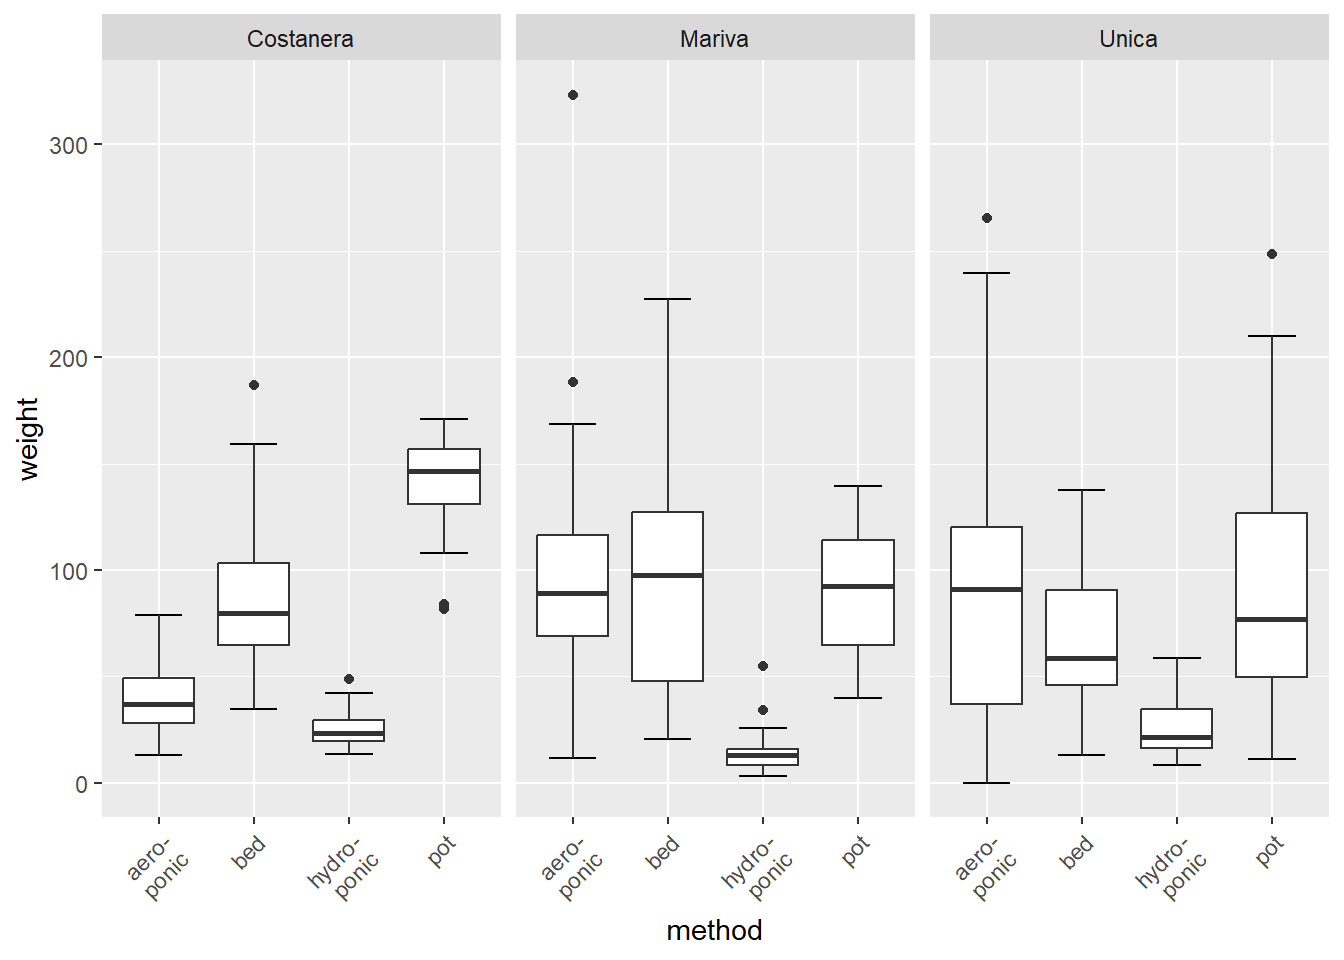 Costanera
Mariva
Unica
weight
300
200
100
0
aero-
ponic
bed
hydro-
ponic
pot
aero-
ponic
bed
hydro-
ponic
pot
aero-
ponic
bed
hydro-
ponic
pot
method